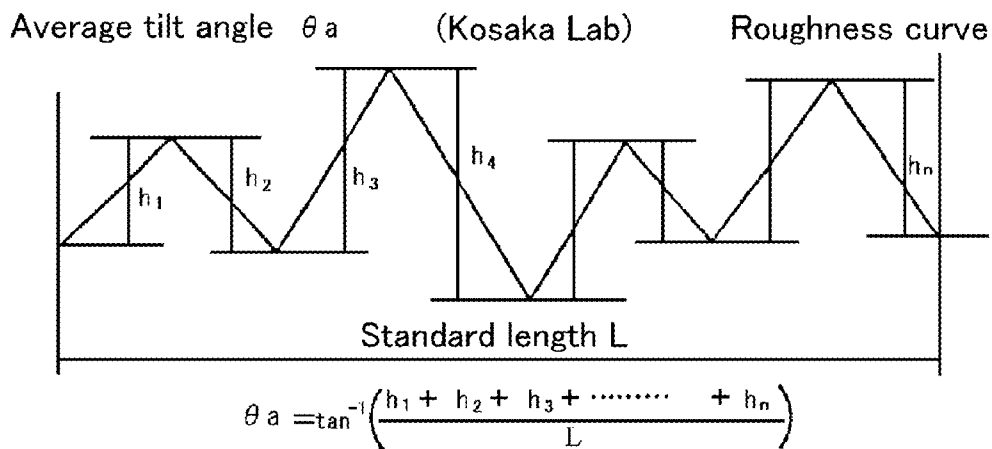 Average tilt angle θa (Kosaka Lab) Roughness curve
h₁ h₂ h₃ h₄ hₙ
Standard length L
θa = tan⁻¹((h₁ + h₂ + h₃ + ········· + hₙ) / L)